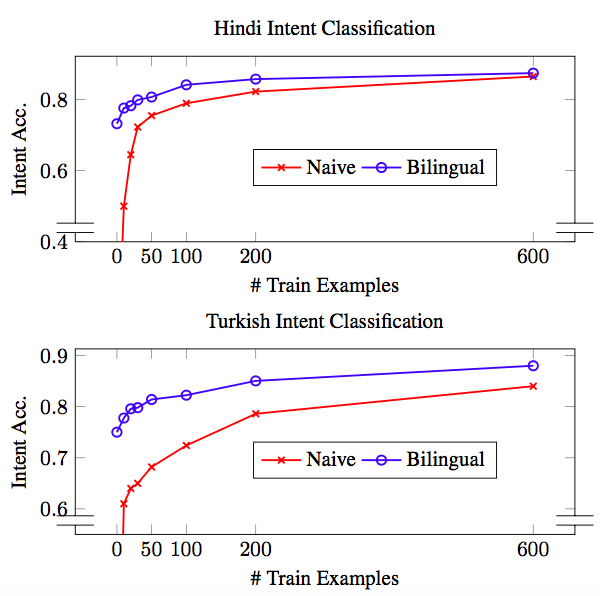 Hindi Intent Classification
Intent Acc.
0.8
0.6
0.4
Naive Bilingual
0 50 100 200 600
# Train Examples
Turkish Intent Classification
Intent Acc.
0.9
0.8
0.7
0.6
Naive Bilingual
0 50 100 200 600
# Train Examples